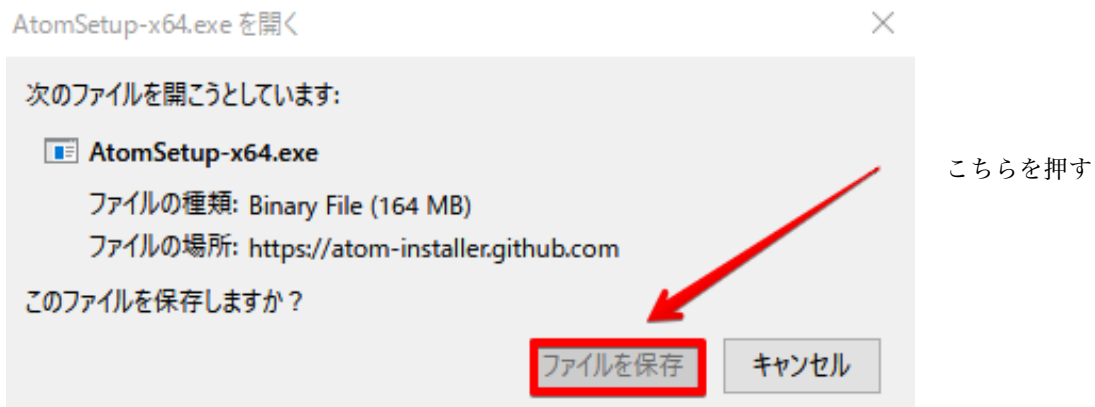 AtomSetup-x64.exe を開く
次のファイルを開こうとしています:
AtomSetup-x64.exe
ファイルの種類: Binary File (164 MB)
ファイルの場所: https://atom-installer.github.com
このファイルを保存しますか？
ファイルを保存 キャンセル
こちらを押す